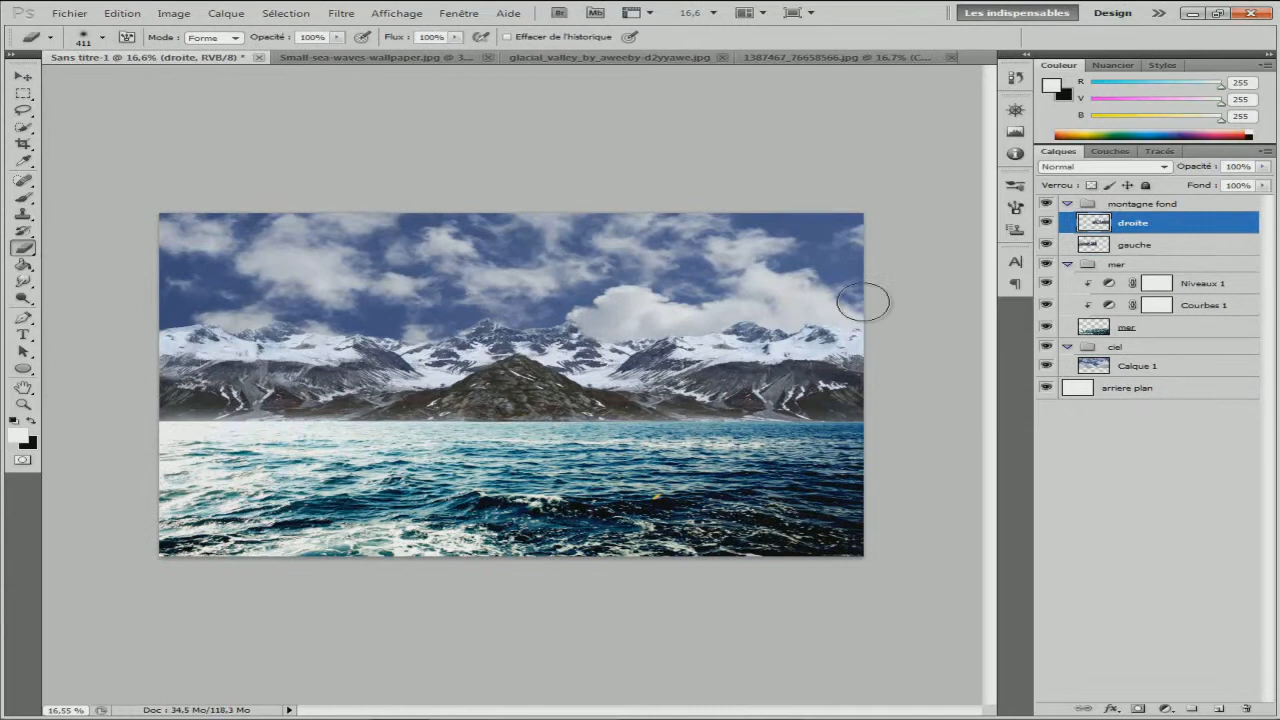 Ps Fichier Edition Image Calque Sélection Filtre Affichage Fenêtre Aide Br Mb 16,6 Les indispensables Design
411 Mode : Forme Opacité : 100% Flux : 100% Effacer de l'historique
Sans titre-1 @ 16,6% (droite, RVB/8) * Small-sea-waves-wallpaper.jpg @ 3... glacial_valley_by_aweeby-d2yyawe.jpg 1387467_76658566.jpg @ 16.7% (C...
Couleur Nuancier Styles
R 255
V 255
B 255
Calques Couches Tracés
Normal Opacité : 100%
Verrou : Fond : 100%
montagne fond
droite
gauche
mer
Niveaux 1
Courbes 1
mer
ciel
Calque 1
arriere plan
16,55 % Doc : 34,5 Mo/118,3 Mo